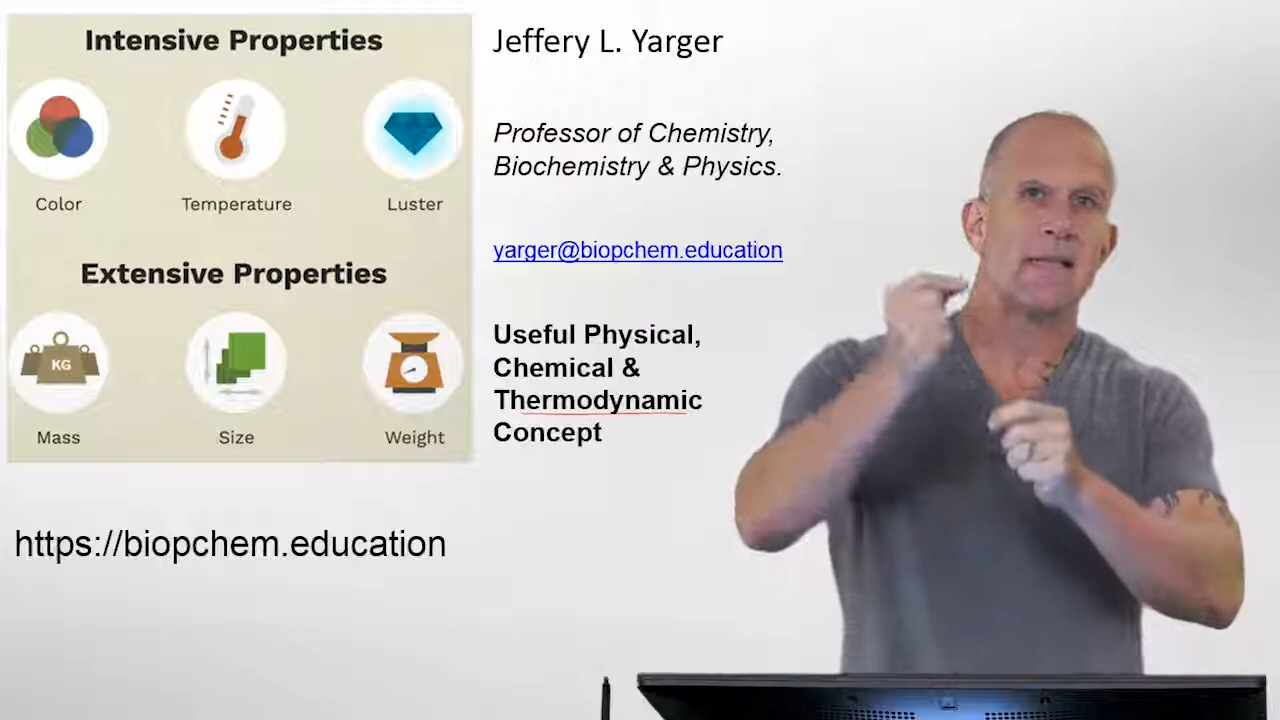 Intensive Properties
Color
Temperature
Luster
Extensive Properties
KG
Mass
Size
Weight
Jeffery L. Yarger
Professor of Chemistry,
Biochemistry & Physics.
yarger@biopchem.education
Useful Physical,
Chemical &
Thermodynamic
Concept
https://biopchem.education